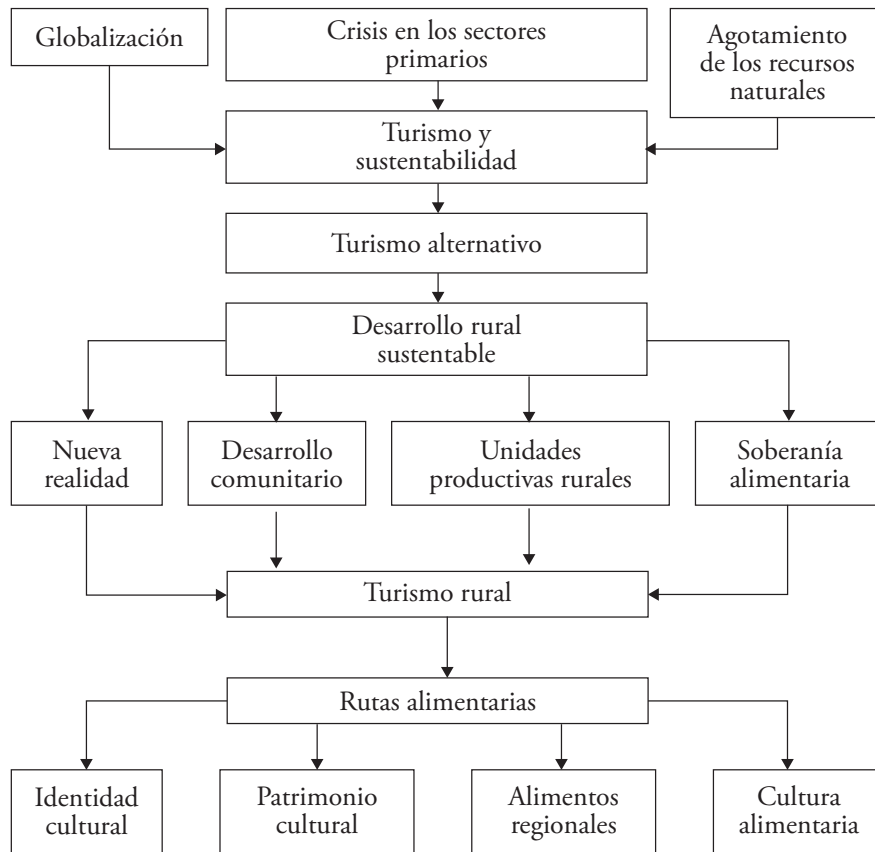 Globalización
Crisis en los sectores
primarios
Agotamiento
de los recursos
naturales
Turismo y
sustentabilidad
Turismo alternativo
Desarrollo rural
sustentable
Nueva
realidad
Desarrollo
comunitario
Unidades
productivas rurales
Soberanía
alimentaria
Turismo rural
Rutas alimentarias
Identidad
cultural
Patrimonio
cultural
Alimentos
regionales
Cultura
alimentaria